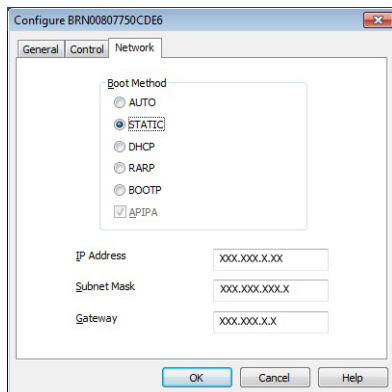 Configure BRN00807750CDE6
General Control Network
Boot Method
AUTO
STATIC
DHCP
RARP
BOOTP
APIPA
IP Address XXX.XXX.X.XX
Subnet Mask XXX.XXX.XXX.X
Gateway XXX.XXX.X.X
OK Cancel Help